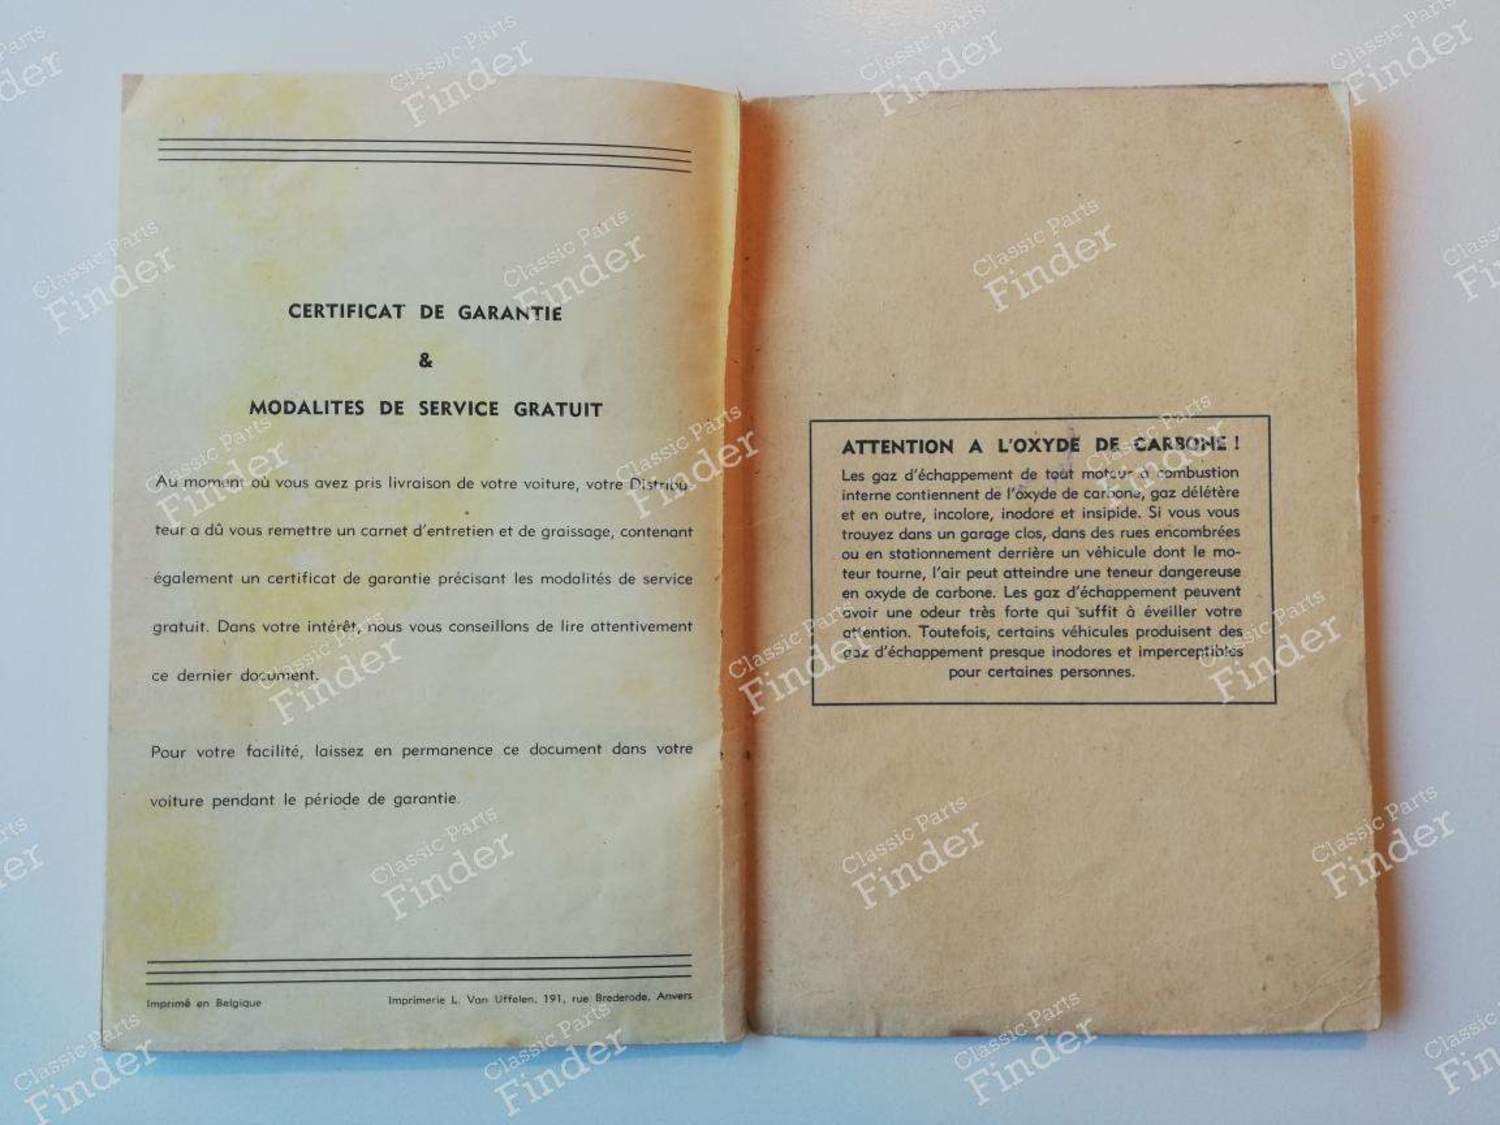 CERTIFICAT DE GARANTIE
&
MODALITES DE SERVICE GRATUIT
Au moment où vous avez pris livraison de votre voiture, votre Distribu-
teur a dû vous remettre un carnet d'entretien et de graissage, contenant
également un certificat de garantie précisant les modalités de service
gratuit. Dans votre intérêt, nous vous conseillons de lire attentivement
ce dernier document.
Pour votre facilité, laissez en permanence ce document dans votre
voiture pendant le période de garantie.
Imprimé en Belgique
Imprimerie L. Van Uffelen, 191, rue Brederode, Anvers
ATTENTION A L'OXYDE DE CARBONE !
Les gaz d'échappement de tout moteur à combustion
interne contiennent de l'oxyde de carbone, gaz délétère
et en outre, incolore, inodore et insipide. Si vous vous
trouyez dans un garage clos, dans des rues encombrées
ou en stationnement derrière un véhicule dont le mo-
teur tourne, l'air peut atteindre une teneur dangereuse
en oxyde de carbone. Les gaz d'échappement peuvent
avoir une odeur très forte qui suffit à éveiller votre
attention. Toutefois, certains véhicules produisent des
gaz d'échappement presque inodores et imperceptibles
pour certaines personnes.
Classic Parts
Finder